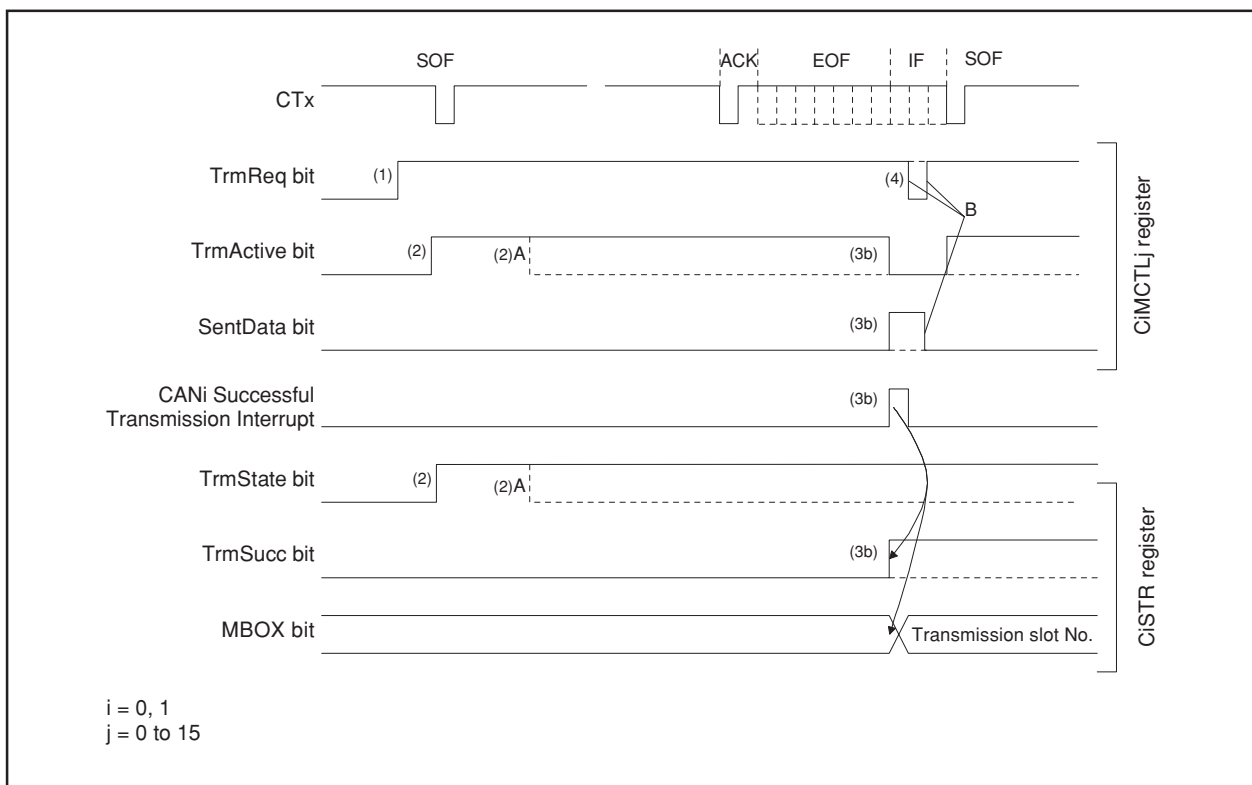 SOF ACK EOF IF SOF
CTx
TrmReq bit (1) (4)
B
TrmActive bit (2) (2)A (3b)
SentData bit (3b)
CiMCTLj register
CANi Successful
Transmission Interrupt (3b)
TrmState bit (2) (2)A
TrmSucc bit (3b)
MBOX bit Transmission slot No.
CiSTR register
i = 0, 1
j = 0 to 15